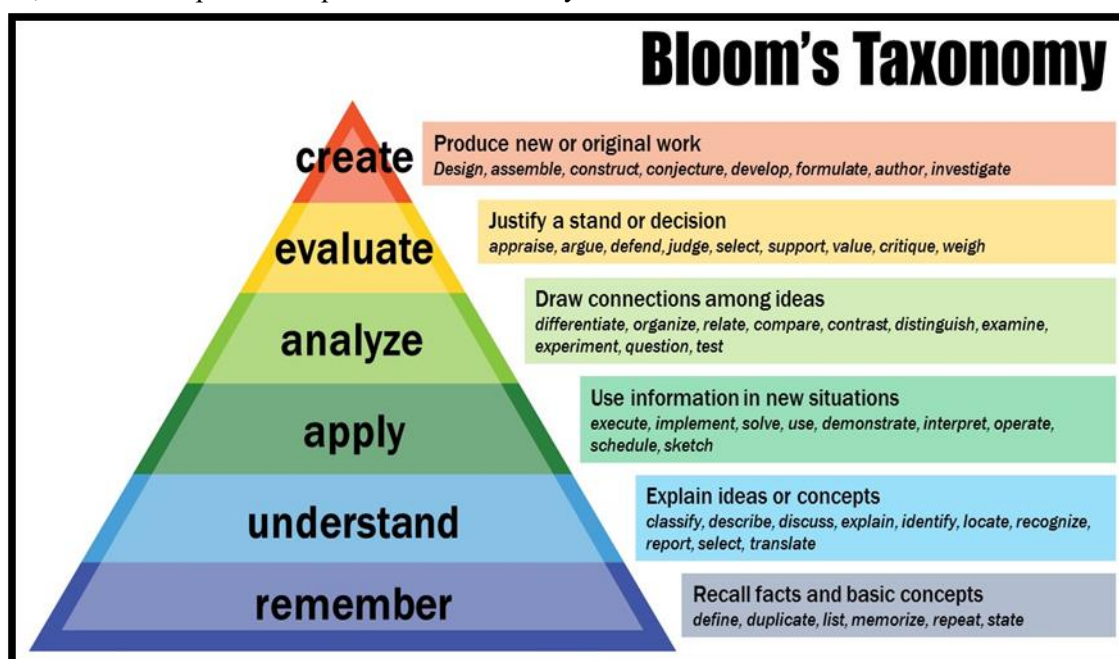 Bloom's Taxonomy
create
Produce new or original work
Design, assemble, construct, conjecture, develop, formulate, author, investigate
evaluate
Justify a stand or decision
appraise, argue, defend, judge, select, support, value, critique, weigh
analyze
Draw connections among ideas
differentiate, organize, relate, compare, contrast, distinguish, examine,
experiment, question, test
apply
Use information in new situations
execute, implement, solve, use, demonstrate, interpret, operate,
schedule, sketch
understand
Explain ideas or concepts
classify, describe, discuss, explain, identify, locate, recognize,
report, select, translate
remember
Recall facts and basic concepts
define, duplicate, list, memorize, repeat, state